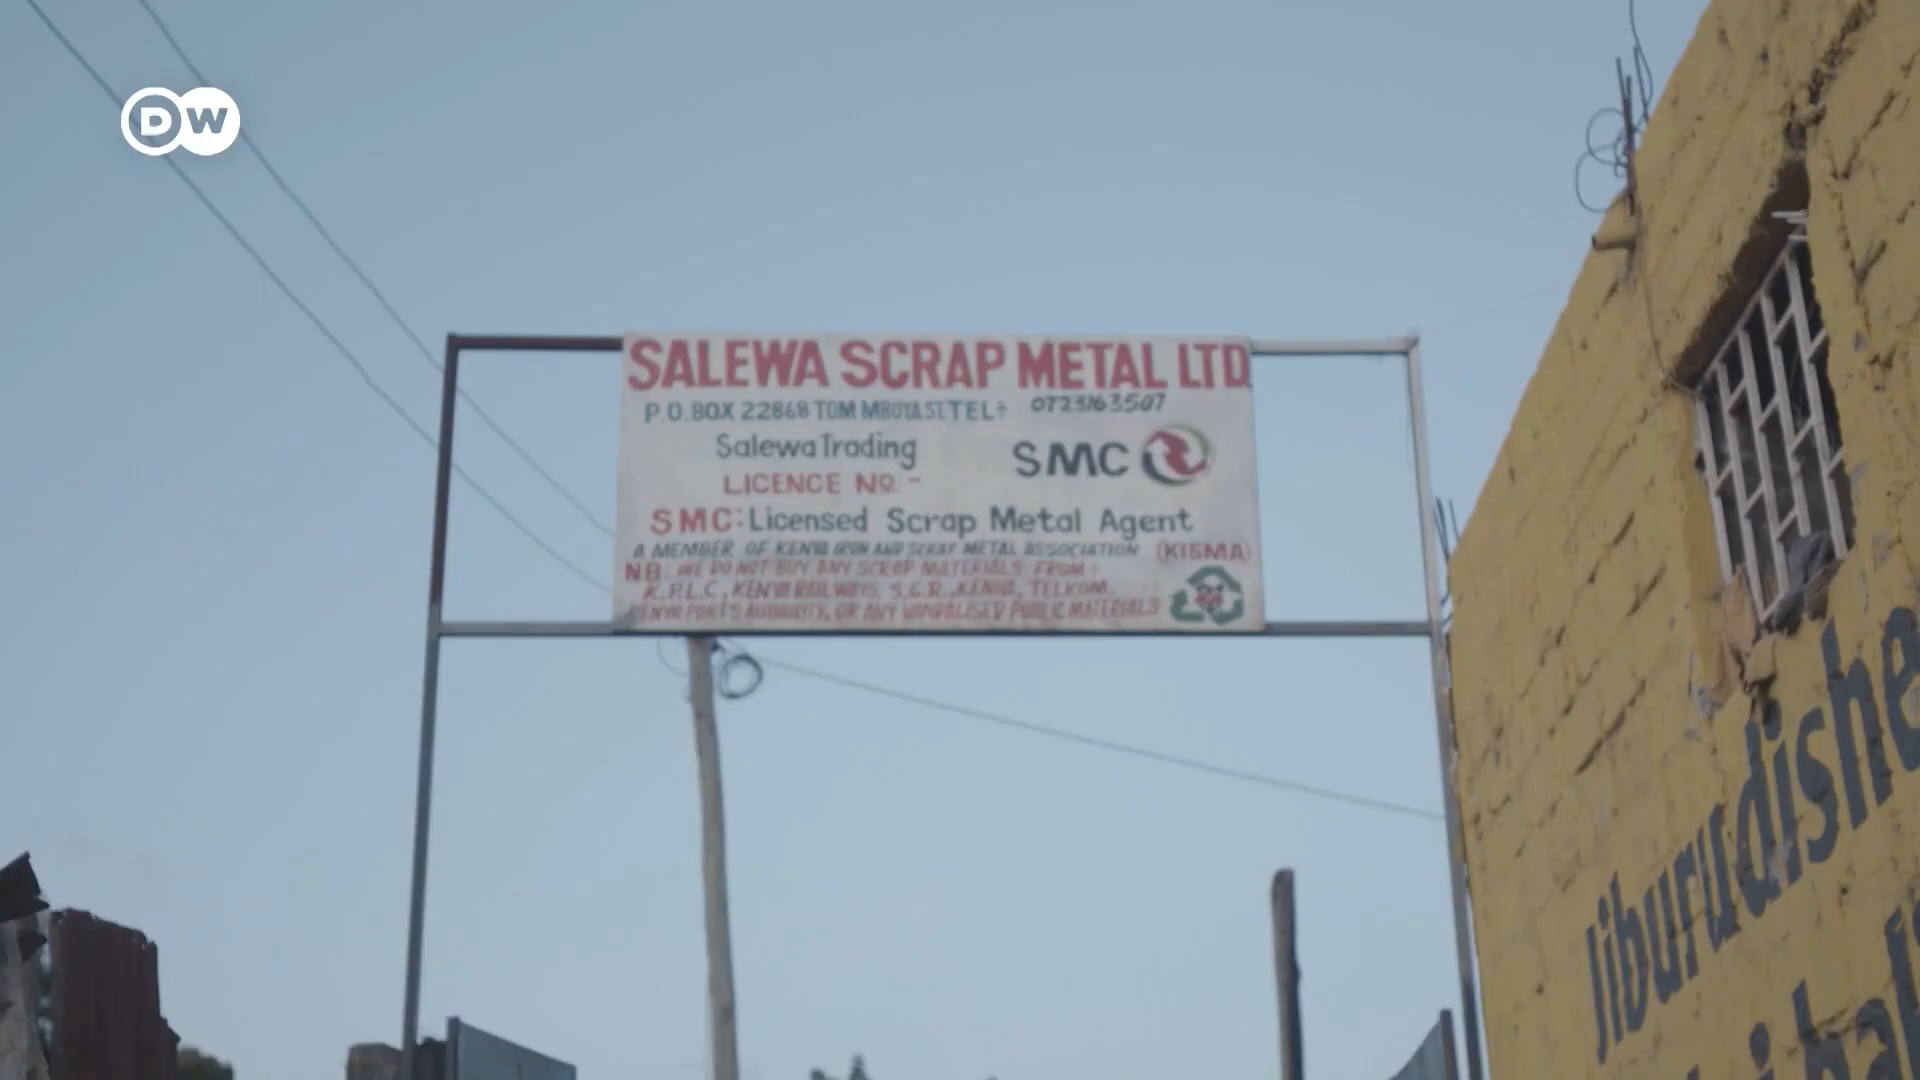 DW
SALEWA SCRAP METAL LTD
P.O.BOX 22868 TOM MBOYA ST. TEL: 0723163507
Salewa Trading
SMC
LICENCE NO -
SMC: Licensed Scrap Metal Agent
A MEMBER OF KENYA IRON AND SCRAP METAL ASSOCIATION (KISMA)
NB: WE DO NOT BUY ANY SCRAP MATERIALS FROM:
K.P.L.C, KENYA RAILWAYS, S.G.R., KENHA, TELKOM,
KENYA PORTS AUTHORITY, OR ANY VANDALISED PUBLIC MATERIALS
Jiburudishe